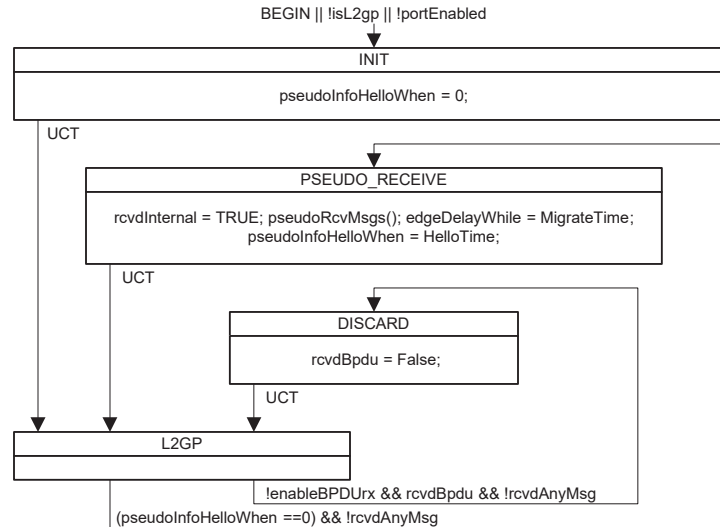 BEGIN || !isL2gp || !portEnabled
INIT
pseudoInfoHelloWhen = 0;
UCT
PSEUDO_RECEIVE
rcvdInternal = TRUE; pseudoRcvMsgs(); edgeDelayWhile = MigrateTime;
pseudoInfoHelloWhen = HelloTime;
UCT
DISCARD
rcvdBpdu = False;
UCT
L2GP
!enableBPDUrx && rcvdBpdu && !rcvdAnyMsg
(pseudoInfoHelloWhen ==0) && !rcvdAnyMsg